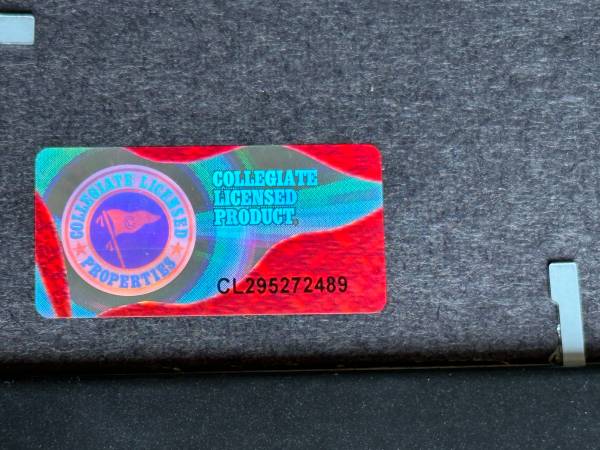 COLLEGIATE LICENSED
PROPERTIES
COLLEGIATE
LICENSED
PRODUCT®
CL295272489